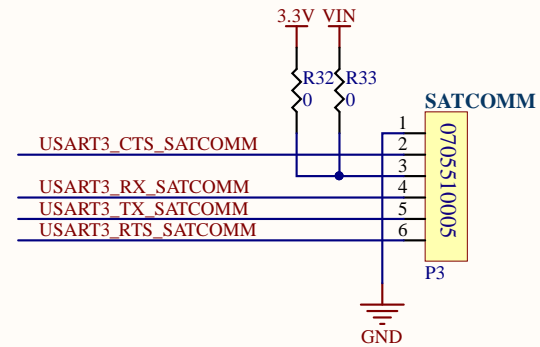 3.3V VIN
R32 R33
0 0
SATCOMM
1
USART3_CTS_SATCOMM 2
3
USART3_RX_SATCOMM 4
USART3_TX_SATCOMM 5
USART3_RTS_SATCOMM 6
0705510005
P3
GND